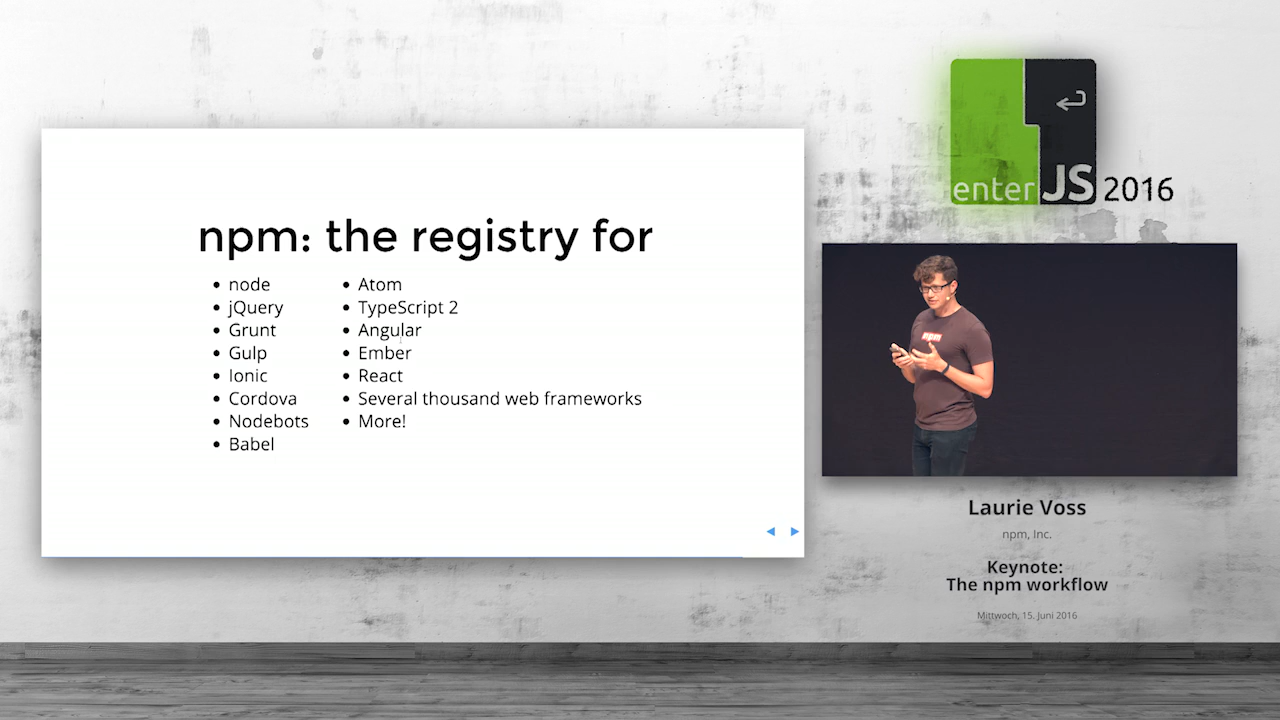 npm: the registry for
node
jQuery
Grunt
Gulp
Ionic
Cordova
Nodebots
Babel
Atom
TypeScript 2
Angular
Ember
React
Several thousand web frameworks
More!
enter JS 2016
npm
Laurie Voss
npm, Inc.
Keynote:
The npm workflow
Mittwoch, 15. Juni 2016